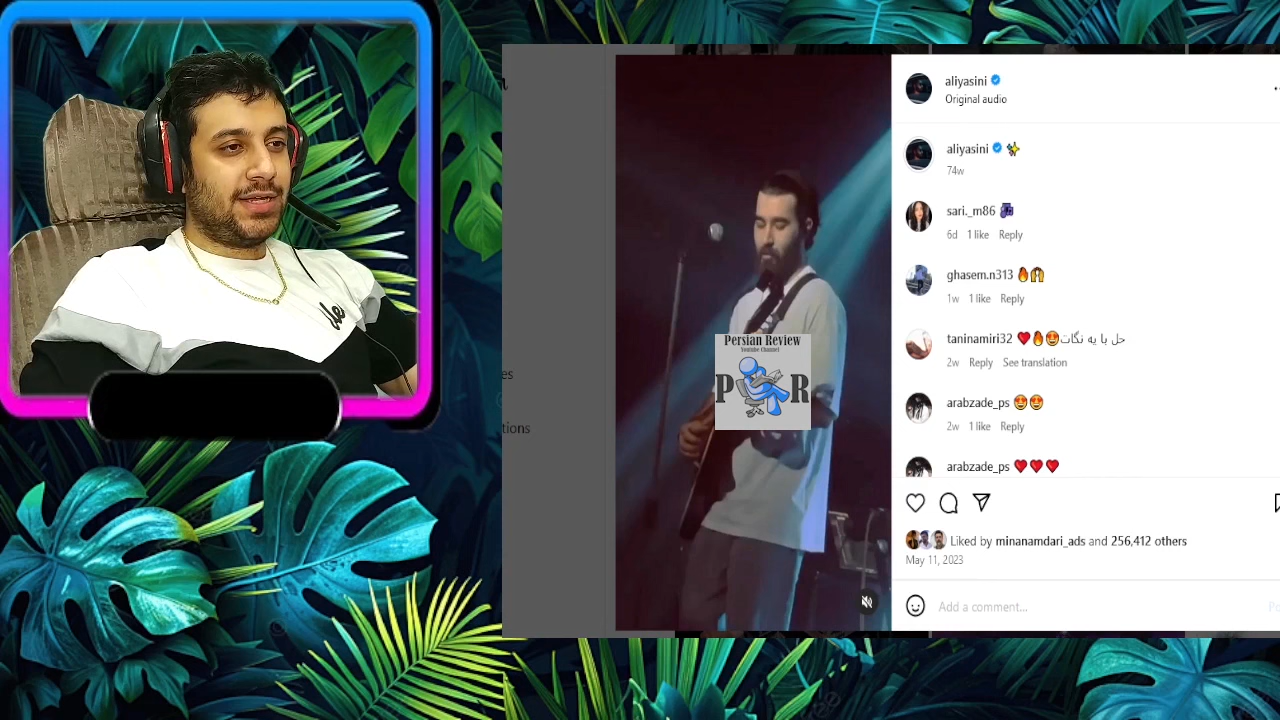 aliyasini
Original audio
aliyasini ✨
74w
sari._m86
6d 1 like Reply
ghasem.n313 🔥
1w 1 like Reply
taninamiri32 ❤️🔥😍حل با یه نگات
2w Reply See translation
arabzade_ps 😍😍
2w 1 like Reply
arabzade_ps ❤️❤️❤️
Liked by minanamdari_ads and 256,412 others
May 11, 2023
Add a comment...
Persian Review
Youtube Channel
P R
es
tions